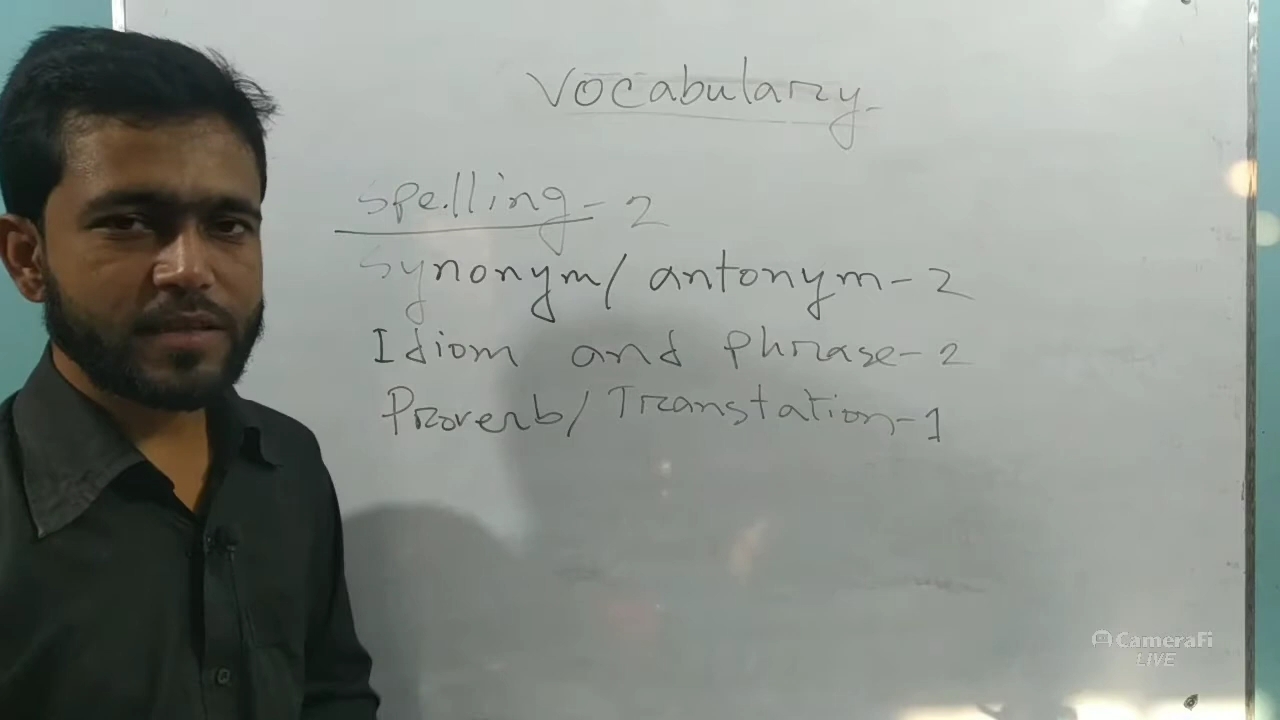 Vocabulary
Spelling - 2
Synonym / antonym - 2
Idiom and phrase - 2
Proverb / Transtation - 1
CameraFi
LIVE